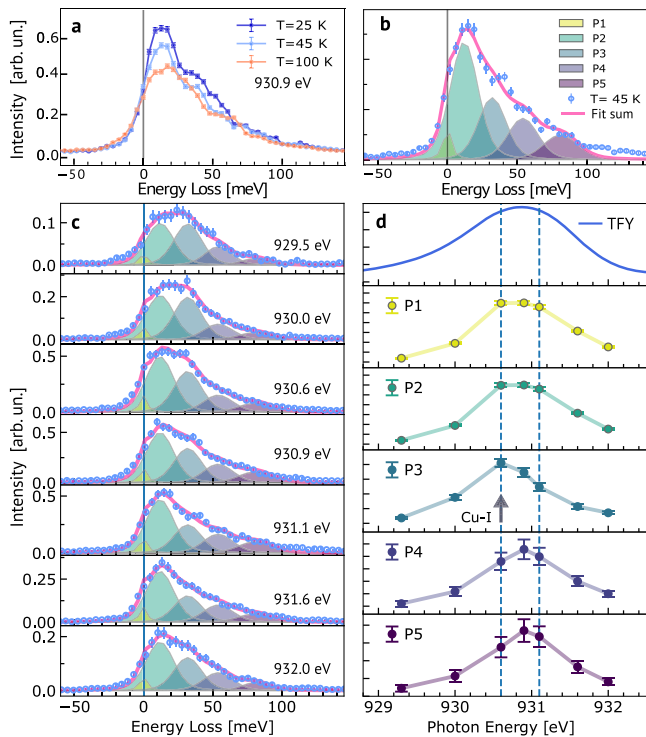 a
T=25 K
T=45 K
T=100 K
930.9 eV
Intensity [arb. un.]
0.6
0.4
0.2
0.0
−50 0 50 100
Energy Loss [meV]
b
P1
P2
P3
P4
P5
T= 45 K
Fit sum
−50 0 50 100
Energy Loss [meV]
c
Intensity [arb. un.]
0.1
0.0
929.5 eV
0.2
0.0
930.0 eV
0.5
0.0
930.6 eV
0.5
0.0
930.9 eV
0.5
0.0
931.1 eV
0.25
0.00
931.6 eV
0.2
0.0
932.0 eV
−50 0 50 100
Energy Loss [meV]
d
TFY
P1
P2
P3
Cu-I
P4
P5
929 930 931 932
Photon Energy [eV]